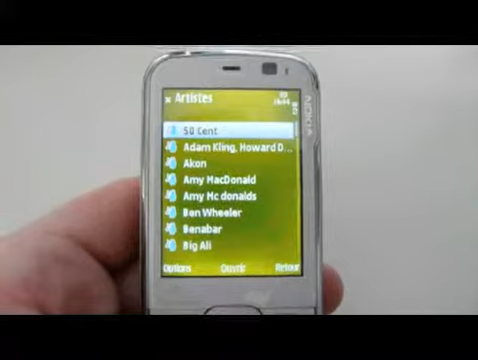 Artistes
NOKIA
50 Cent
Adam Kling, Howard D...
Akon
Amy MacDonald
Amy Mc donalds
Ben Wheeler
Benabar
Big Ali
Options Ouvrir Retour